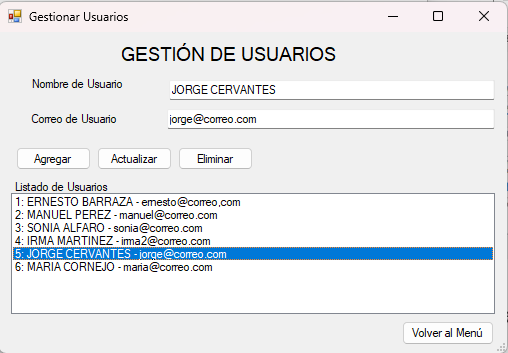 Gestionar Usuarios
GESTIÓN DE USUARIOS
Nombre de Usuario JORGE CERVANTES
Correo de Usuario jorge@correo.com
Agregar Actualizar Eliminar
Listado de Usuarios
1: ERNESTO BARRAZA - ernesto@correo,com
2: MANUEL PEREZ - manuel@correo.com
3: SONIA ALFARO - sonia@correo.com
4: IRMA MARTINEZ - irma2@correo.com
5: JORGE CERVANTES - jorge@correo.com
6: MARIA CORNEJO - maria@correo.com
Volver al Menú